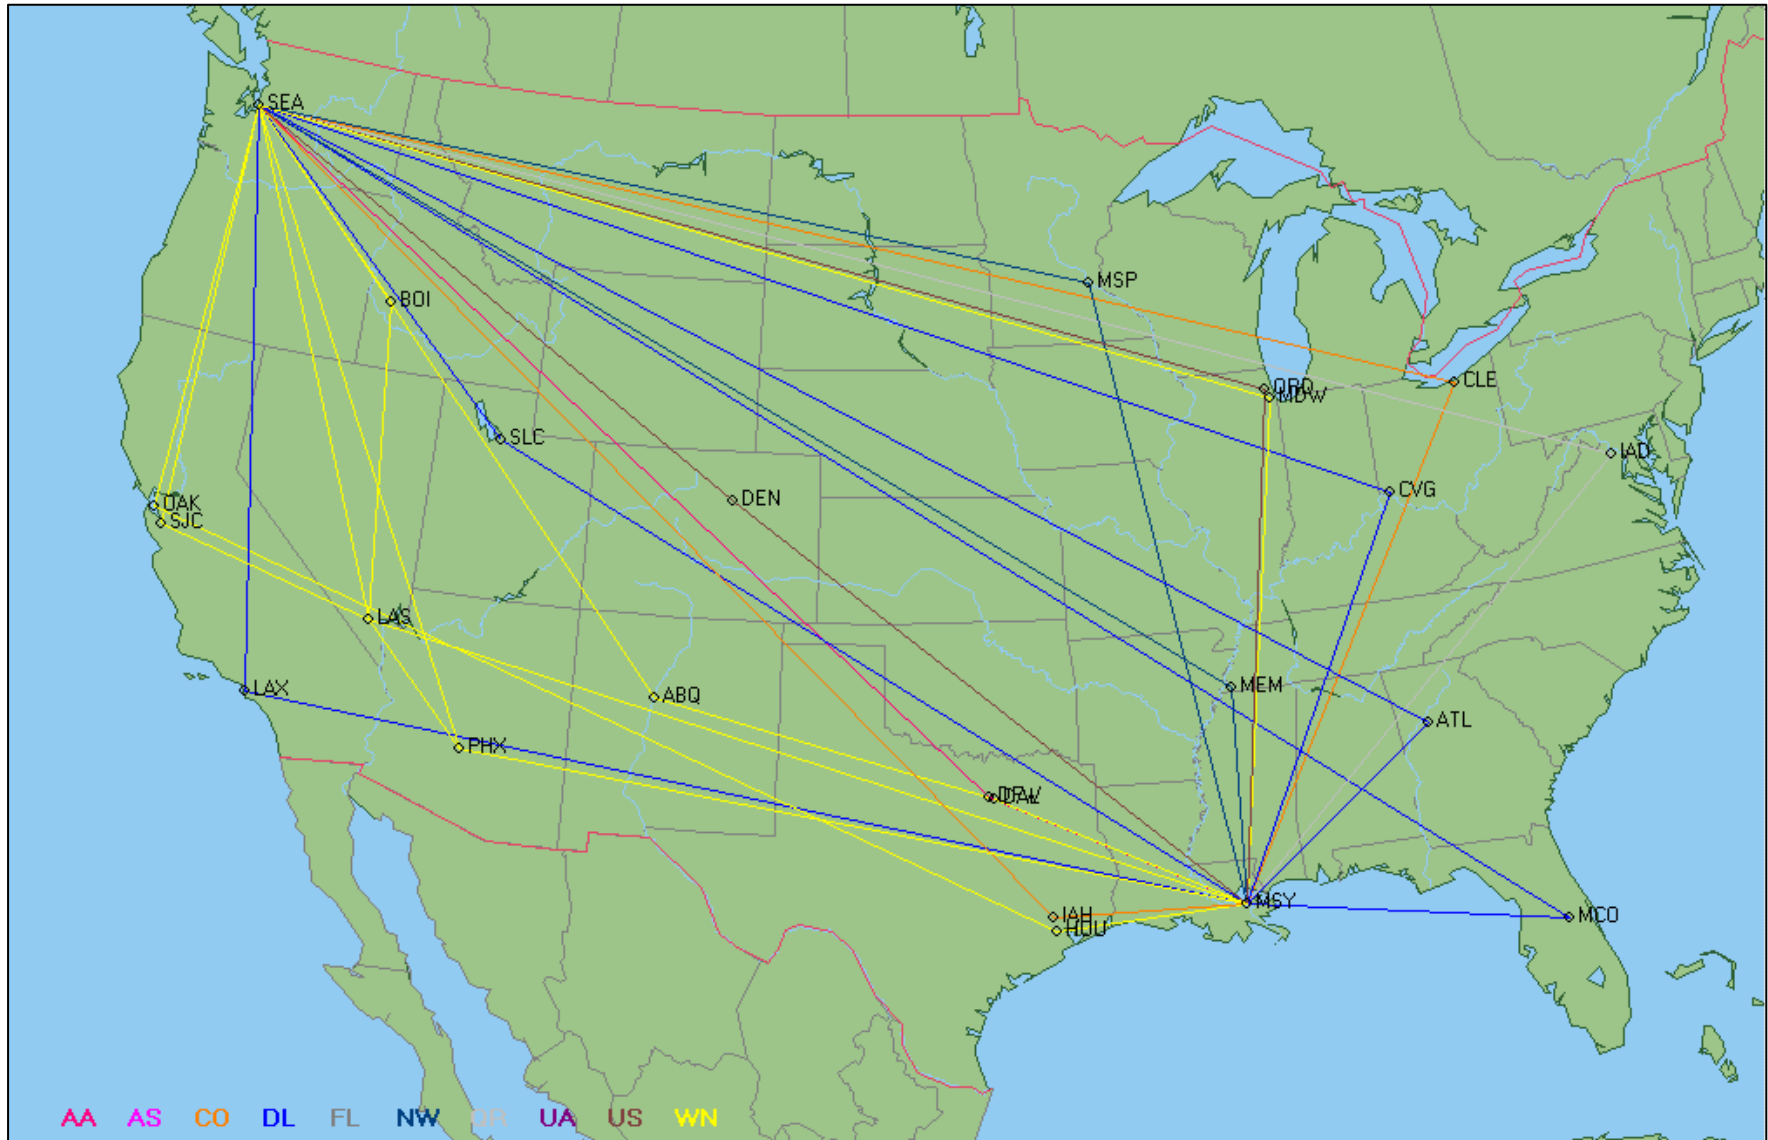 SEA
BOI
MSP
ORD
MDW
CLE
SLC
IAD
CVG
DEN
OAK
SJC
LAS
LAX
ABQ
MEM
ATL
PHX
DFW
DAL
IAH
HOU
MSY
MCO
AA AS CO DL FL NW UA US WN